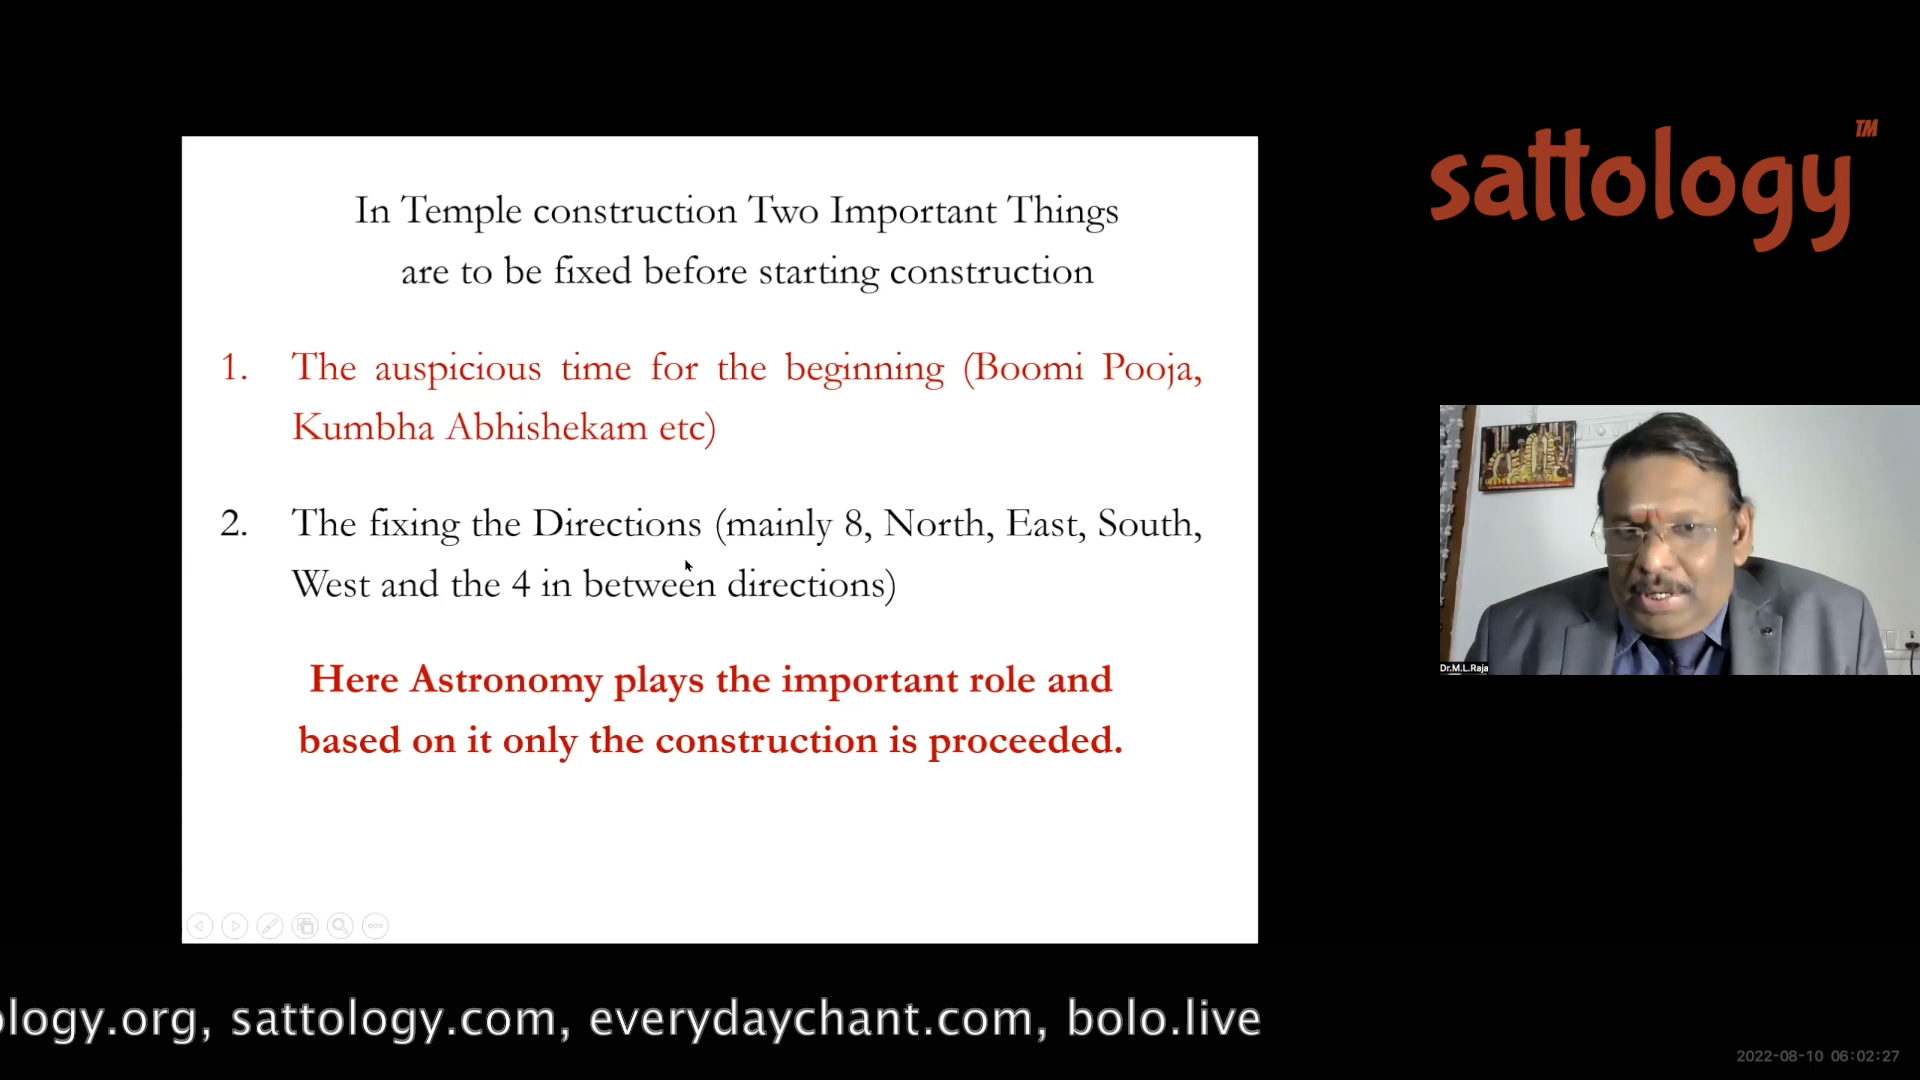 In Temple construction Two Important Things
are to be fixed before starting construction
1. The auspicious time for the beginning (Boomi Pooja,
Kumbha Abhishekam etc)
2. The fixing the Directions (mainly 8, North, East, South,
West and the 4 in between directions)
Here Astronomy plays the important role and
based on it only the construction is proceeded.
sattology™
Dr.M.L.Raja
ology.org, sattology.com, everydaychant.com, bolo.live
2022-08-10 06:02:27